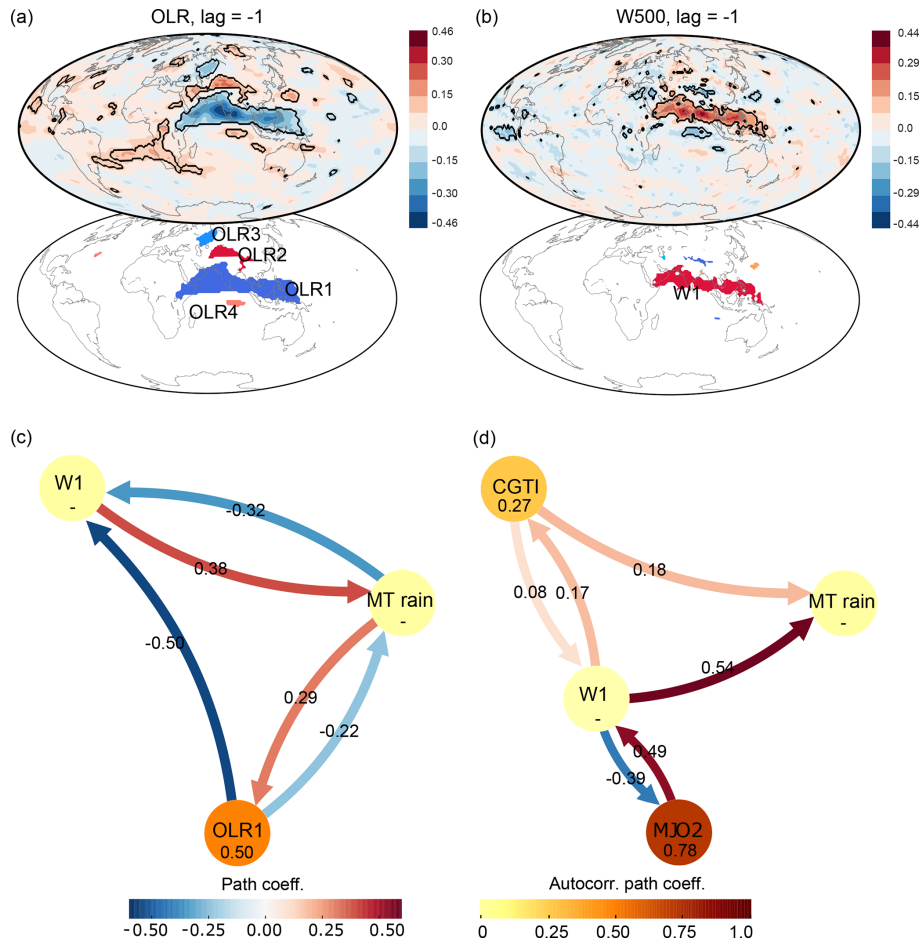 (a)
OLR, lag = -1
(b)
W500, lag = -1
0.46
0.30
0.15
0.0
-0.15
-0.30
-0.46
0.44
0.29
0.15
0.0
-0.15
-0.29
-0.44
OLR3
OLR2
OLR1
OLR4
W1
(c)
W1
-
-0.32
0.38
MT rain
-
-0.50
0.29
-0.22
OLR1
0.50
Path coeff.
-0.50 -0.25 0.00 0.25 0.50
(d)
CGTI
0.27
0.18
0.08
0.17
MT rain
-
0.54
W1
-
0.49
-0.39
MJO2
0.78
Autocorr. path coeff.
0 0.25 0.50 0.75 1.0